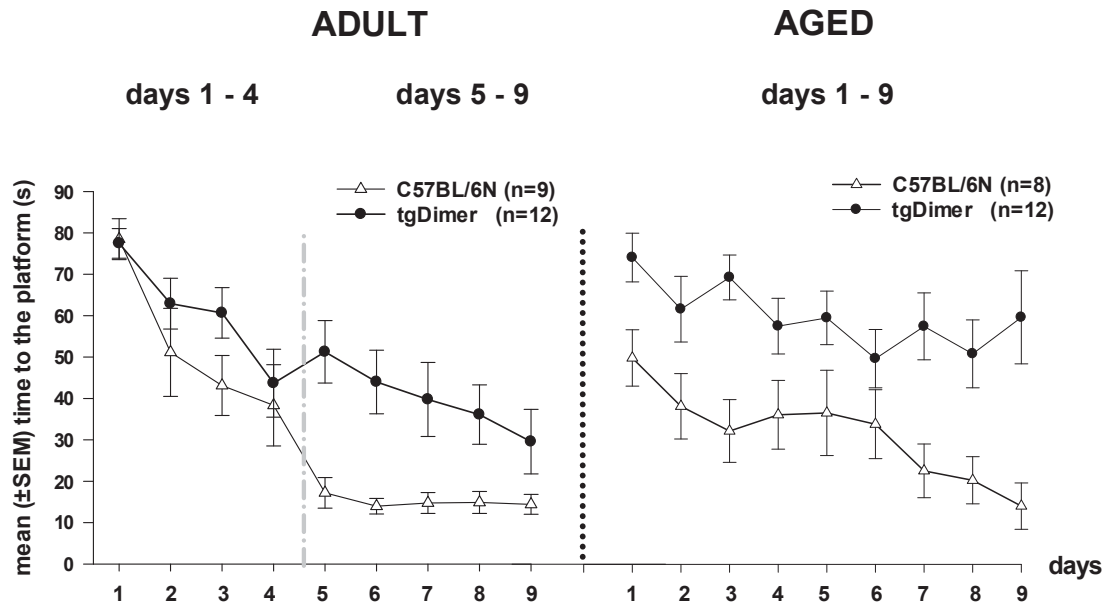 ADULT AGED
days 1 - 4 days 5 - 9 days 1 - 9
C57BL/6N (n=9)
tgDimer (n=12)
C57BL/6N (n=8)
tgDimer (n=12)
mean (±SEM) time to the platform (s)
90
80
70
60
50
40
30
20
10
0
1 2 3 4 5 6 7 8 9 1 2 3 4 5 6 7 8 9
days